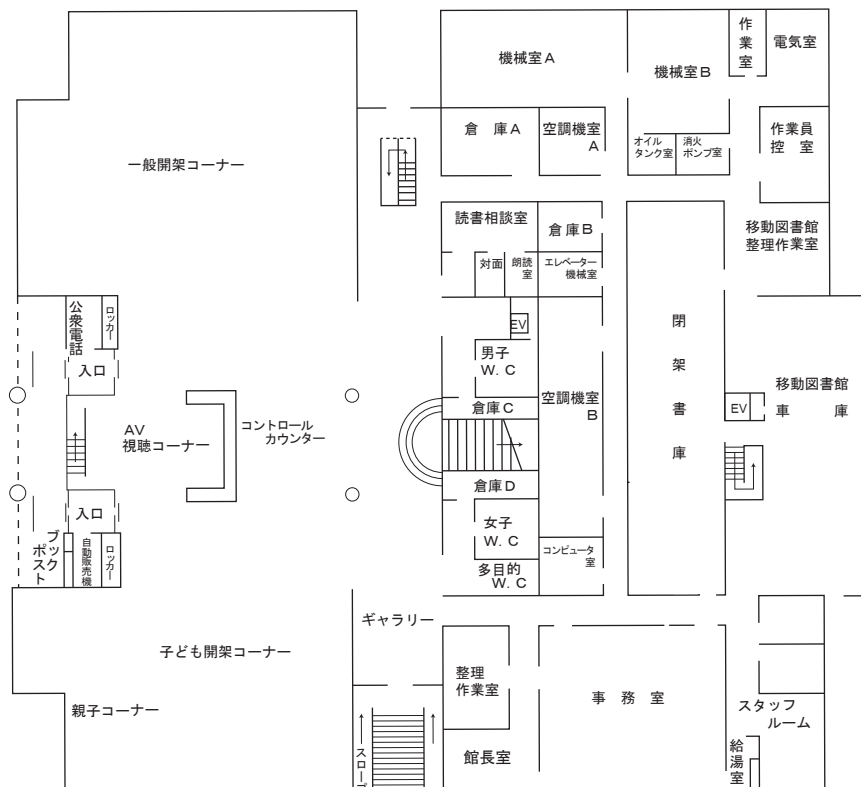 機械室A
機械室B
作
業
室
電気室
倉 庫A
空調機室
A
オイル
タンク室
消火
ポンプ室
作業員
控 室
一般開架コーナー
読書相談室
倉庫B
対面
朗読
室
エレベーター
機械室
移動図書館
整理作業室
公衆電話
ロッカー
入口
EV
男子
W.C
倉庫C
空調機室
B
閉
架
書
庫
EV
移動図書館
車 庫
AV
視聴コーナー
コントロール
カウンター
倉庫D
入口
女子
W.C
多目的
W.C
コンピュータ
室
ブック
ポスト
自動販売機
ロッカー
ギャラリー
子ども開架コーナー
親子コーナー
整理
作業室
事 務 室
スタッフ
ルーム
館長室
給湯室
スロープ